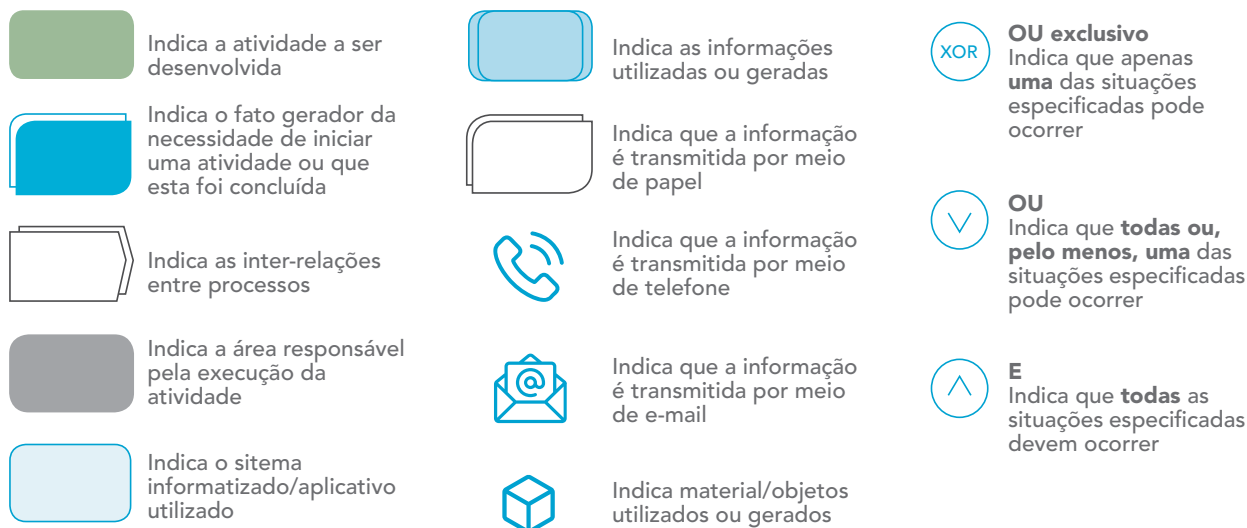 Indica a atividade a ser
desenvolvida
Indica o fato gerador da
necessidade de iniciar
uma atividade ou que
esta foi concluída
Indica as inter-relações
entre processos
Indica a área responsável
pela execução da
atividade
Indica o sitema
informatizado/aplicativo
utilizado
Indica as informações
utilizadas ou geradas
Indica que a informação
é transmitida por meio
de papel
Indica que a informação
é transmitida por meio
de telefone
@
Indica que a informação
é transmitida por meio
de e-mail
Indica material/objetos
utilizados ou gerados
XOR
OU exclusivo
Indica que apenas
uma das situações
especificadas pode
ocorrer
OU
Indica que todas ou,
pelo menos, uma das
situações especificadas
pode ocorrer
E
Indica que todas as
situações especificadas
devem ocorrer